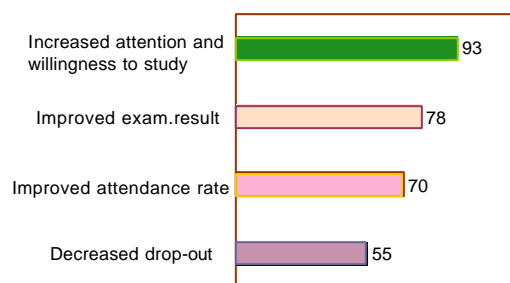 Increased attention and
willingness to study
93
Improved exam.result
78
Improved attendance rate
70
Decreased drop-out
55